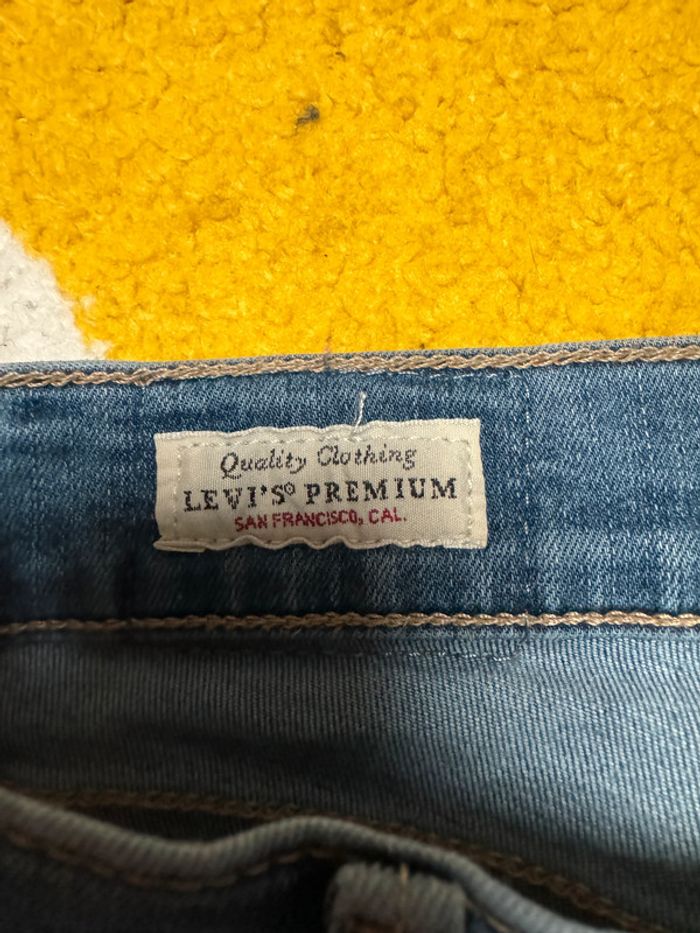 Quality Clothing
LEVI'S® PREMIUM
SAN FRANCISCO, CAL.